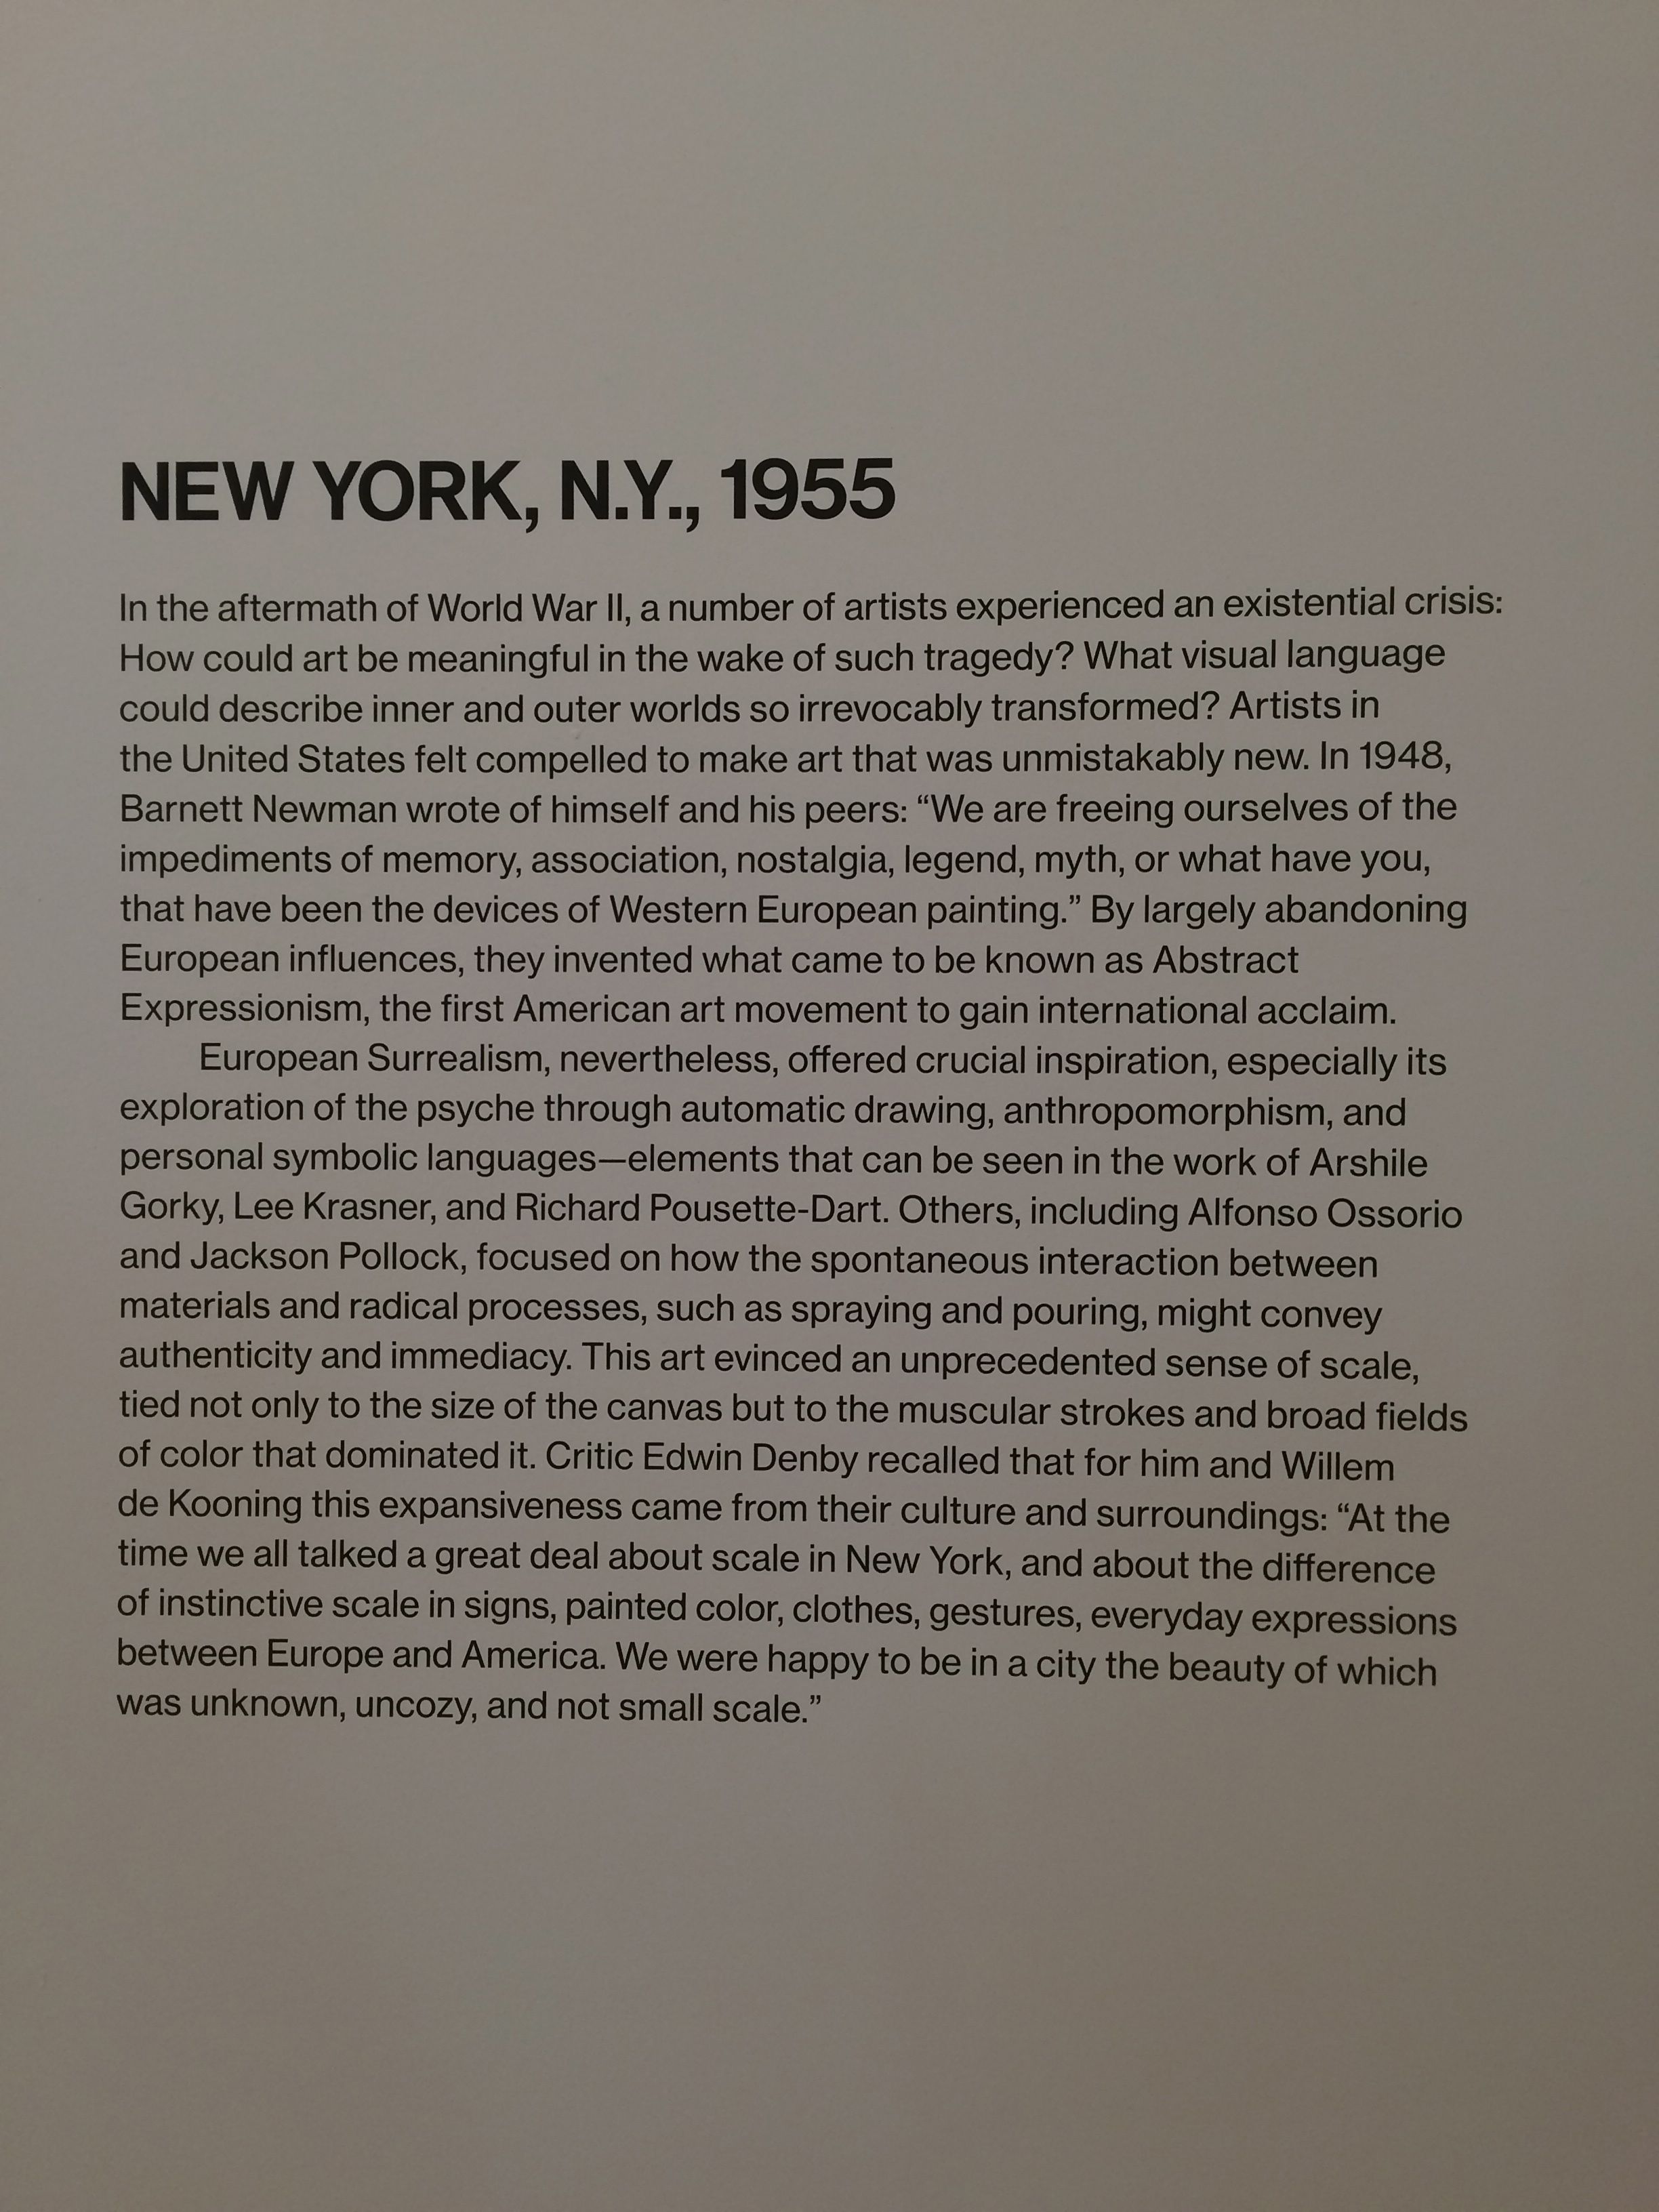 NEW YORK, N.Y., 1955
In the aftermath of World War II, a number of artists experienced an existential crisis:
How could art be meaningful in the wake of such tragedy? What visual language
could describe inner and outer worlds so irrevocably transformed? Artists in
the United States felt compelled to make art that was unmistakably new. In 1948,
Barnett Newman wrote of himself and his peers: “We are freeing ourselves of the
impediments of memory, association, nostalgia, legend, myth, or what have you,
that have been the devices of Western European painting.” By largely abandoning
European influences, they invented what came to be known as Abstract
Expressionism, the first American art movement to gain international acclaim.
European Surrealism, nevertheless, offered crucial inspiration, especially its
exploration of the psyche through automatic drawing, anthropomorphism, and
personal symbolic languages—elements that can be seen in the work of Arshile
Gorky, Lee Krasner, and Richard Pousette-Dart. Others, including Alfonso Ossorio
and Jackson Pollock, focused on how the spontaneous interaction between
materials and radical processes, such as spraying and pouring, might convey
authenticity and immediacy. This art evinced an unprecedented sense of scale,
tied not only to the size of the canvas but to the muscular strokes and broad fields
of color that dominated it. Critic Edwin Denby recalled that for him and Willem
de Kooning this expansiveness came from their culture and surroundings: “At the
time we all talked a great deal about scale in New York, and about the difference
of instinctive scale in signs, painted color, clothes, gestures, everyday expressions
between Europe and America. We were happy to be in a city the beauty of which
was unknown, uncozy, and not small scale.”